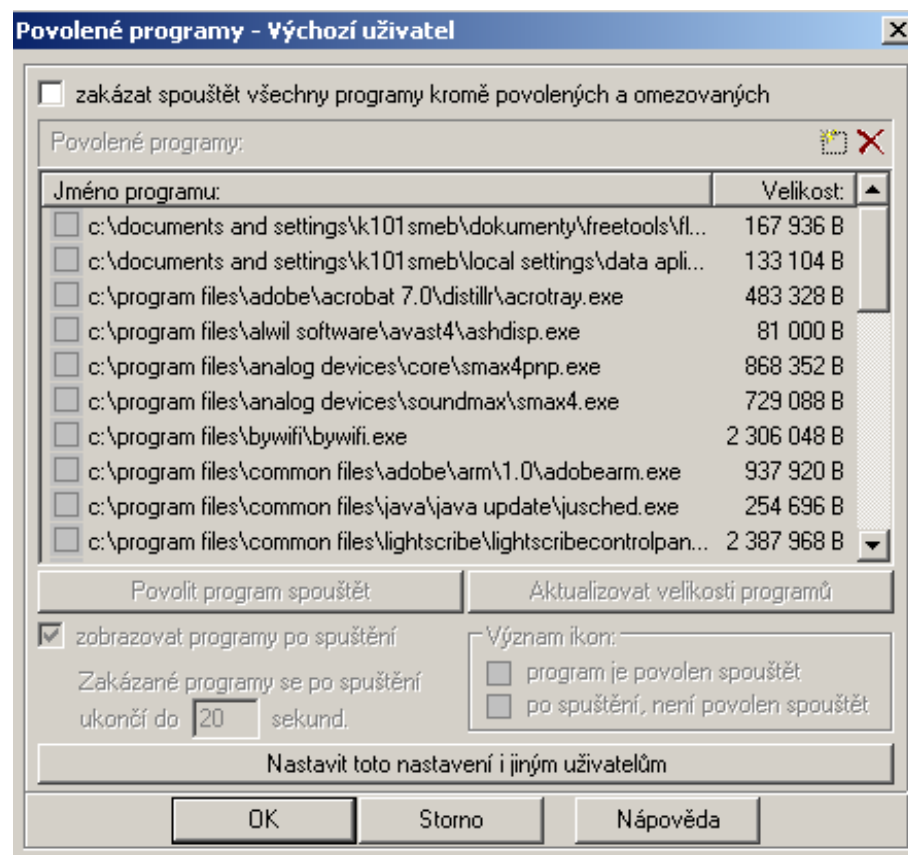 Povolené programy - Výchozí uživatel
zakázat spouštět všechny programy kromě povolených a omezovaných
Povolené programy:
Jméno programu: Velikost:
c:\documents and settings\k101smeb\dokumenty\freetools\fl... 167 936 B
c:\documents and settings\k101smeb\local settings\data apli... 133 104 B
c:\program files\adobe\acrobat 7.0\distillr\acrotray.exe 483 328 B
c:\program files\alwil software\avast4\ashdisp.exe 81 000 B
c:\program files\analog devices\core\smax4pnp.exe 868 352 B
c:\program files\analog devices\soundmax\smax4.exe 729 088 B
c:\program files\bywifi\bywifi.exe 2 306 048 B
c:\program files\common files\adobe\arm\1.0\adobearm.exe 937 920 B
c:\program files\common files\java\java update\jusched.exe 254 696 B
c:\program files\common files\lightscribe\lightscribecontrolpan... 2 387 968 B
Povolit program spouštět Aktualizovat velikosti programů
zobrazovat programy po spuštění
Zakázané programy se po spuštění
ukončí do 20 sekund.
Význam ikon:
program je povolen spouštět
po spuštění, není povolen spouštět
Nastavit toto nastavení i jiným uživatelům
OK Storno Nápověda